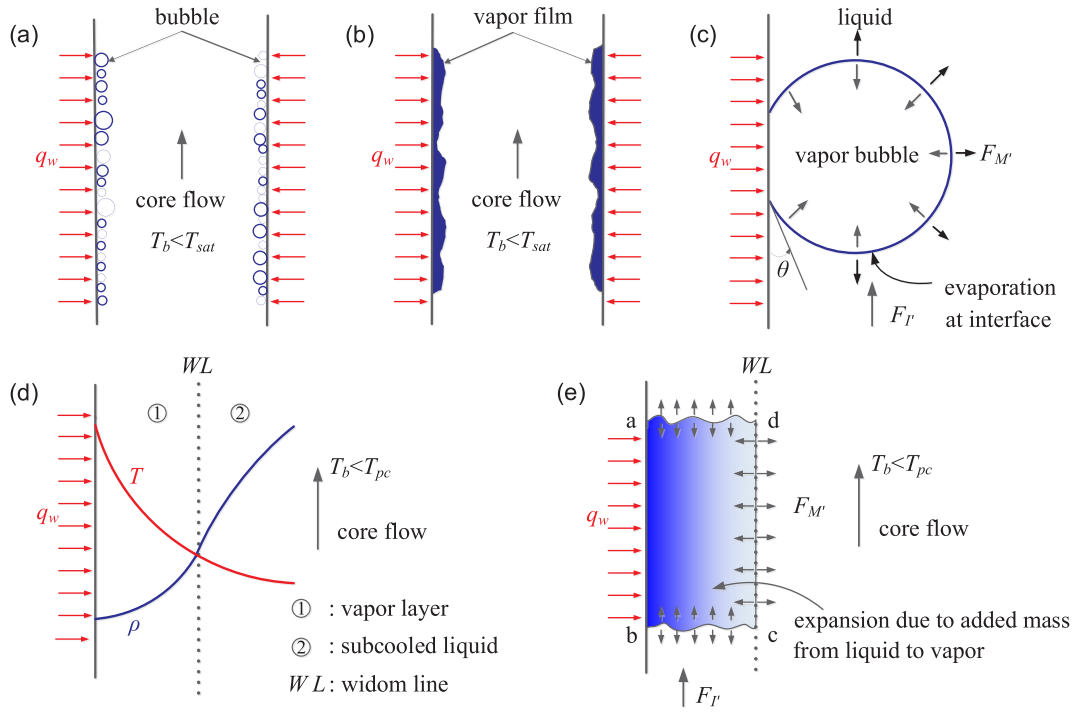 (a)
bubble
q_w
core flow
T_b<T_sat
(b)
vapor film
q_w
core flow
T_b<T_sat
(c)
liquid
q_w
vapor bubble
F_M'
θ
F_I'
evaporation
at interface
(d)
WL
① ②
T
q_w
ρ
T_b<T_pc
core flow
① : vapor layer
② : subcooled liquid
WL : widom line
(e)
WL
a d
q_w
F_M'
T_b<T_pc
core flow
b c
expansion due to added mass
from liquid to vapor
F_I'